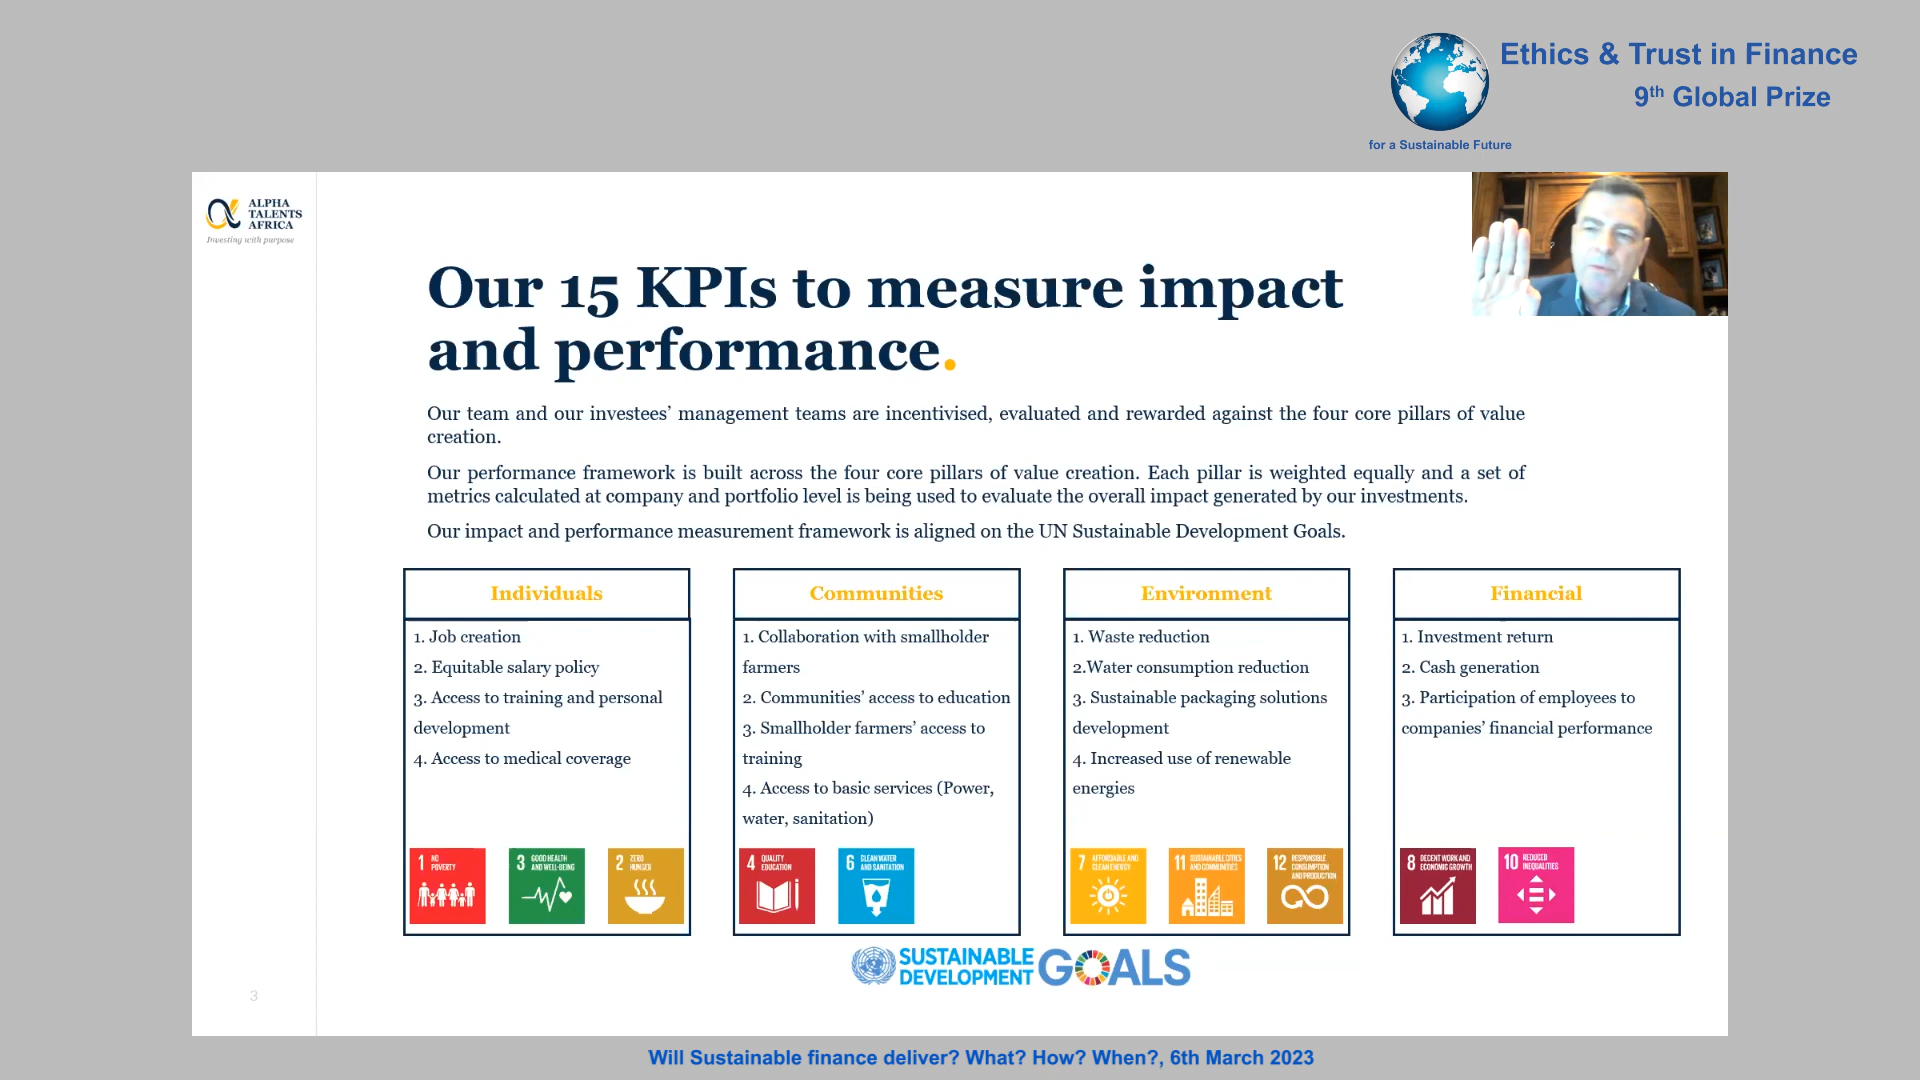 Ethics & Trust in Finance
9th Global Prize
for a Sustainable Future
ALPHA
TALENTS
AFRICA
Investing with purpose
Our 15 KPIs to measure impact
and performance.
Our team and our investees’ management teams are incentivised, evaluated and rewarded against the four core pillars of value
creation.
Our performance framework is built across the four core pillars of value creation. Each pillar is weighted equally and a set of
metrics calculated at company and portfolio level is being used to evaluate the overall impact generated by our investments.
Our impact and performance measurement framework is aligned on the UN Sustainable Development Goals.
Individuals
1. Job creation
2. Equitable salary policy
3. Access to training and personal
development
4. Access to medical coverage
1 NO
POVERTY
3 GOOD HEALTH
AND WELL-BEING
2 ZERO
HUNGER
Communities
1. Collaboration with smallholder
farmers
2. Communities’ access to education
3. Smallholder farmers’ access to
training
4. Access to basic services (Power,
water, sanitation)
4 QUALITY
EDUCATION
6 CLEAN WATER
AND SANITATION
Environment
1. Waste reduction
2.Water consumption reduction
3. Sustainable packaging solutions
development
4. Increased use of renewable
energies
7 AFFORDABLE AND
CLEAN ENERGY
11 SUSTAINABLE CITIES
AND COMMUNITIES
12 RESPONSIBLE
CONSUMPTION
AND PRODUCTION
Financial
1. Investment return
2. Cash generation
3. Participation of employees to
companies’ financial performance
8 DECENT WORK AND
ECONOMIC GROWTH
10 REDUCED
INEQUALITIES
SUSTAINABLE
DEVELOPMENT
GOALS
3
Will Sustainable finance deliver? What? How? When?, 6th March 2023